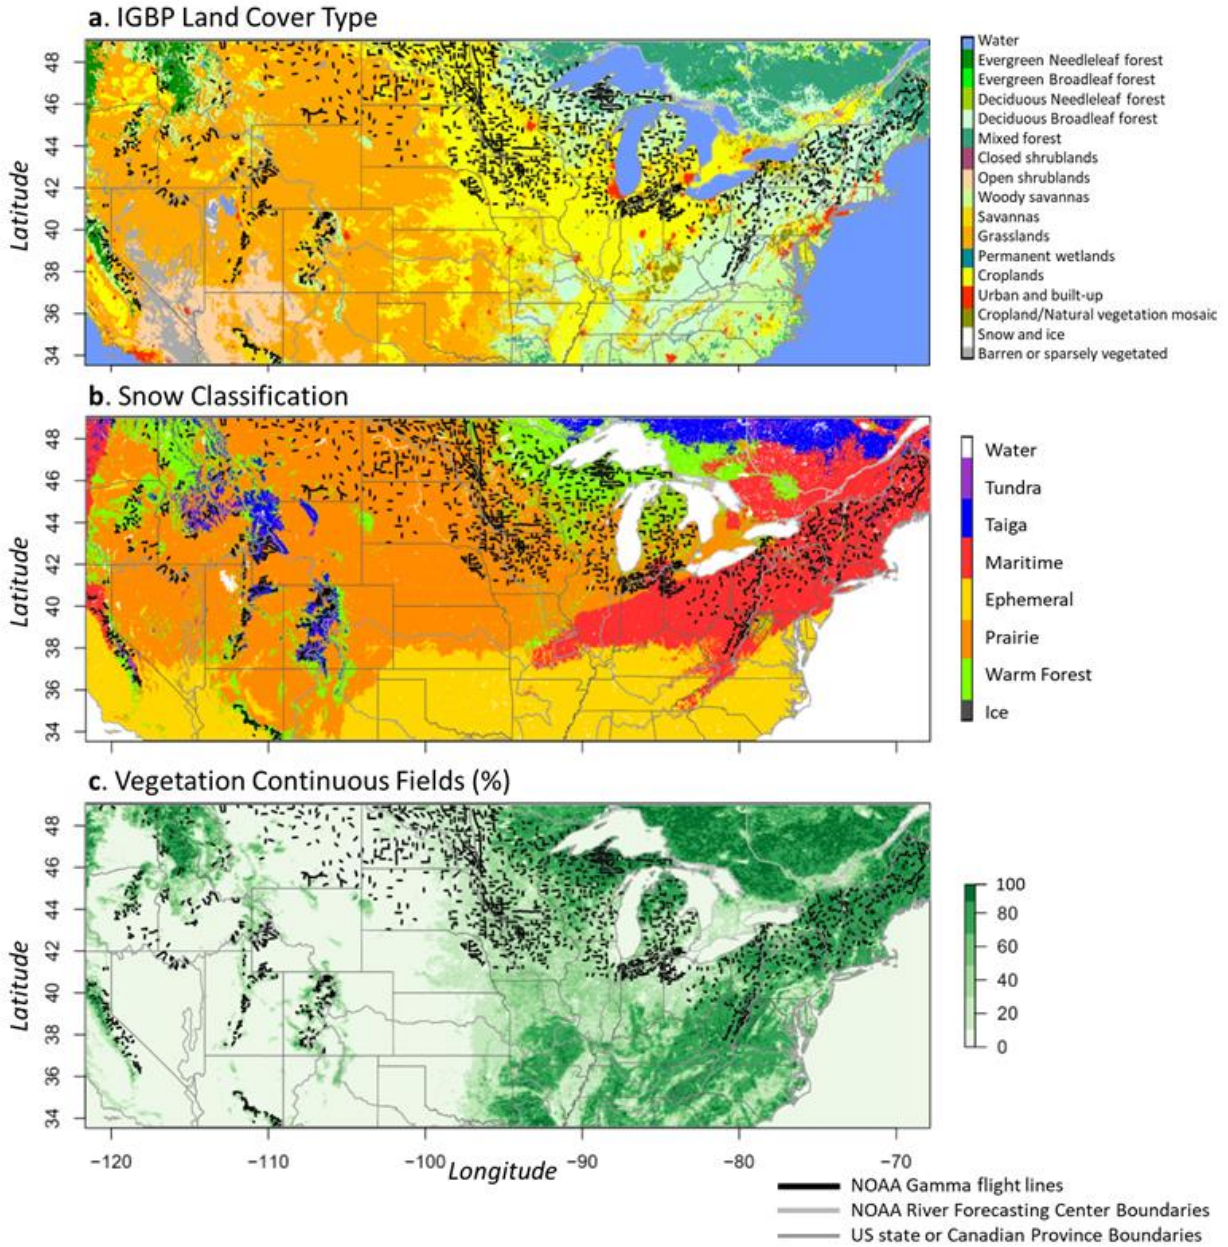 a. IGBP Land Cover Type
Latitude
48
46
44
42
40
38
36
34
Water
Evergreen Needleleaf forest
Evergreen Broadleaf forest
Deciduous Needleleaf forest
Deciduous Broadleaf forest
Mixed forest
Closed shrublands
Open shrublands
Woody savannas
Savannas
Grasslands
Permanent wetlands
Croplands
Urban and built-up
Cropland/Natural vegetation mosaic
Snow and ice
Barren or sparsely vegetated
b. Snow Classification
Latitude
48
46
44
42
40
38
36
34
Water
Tundra
Taiga
Maritime
Ephemeral
Prairie
Warm Forest
Ice
c. Vegetation Continuous Fields (%)
Latitude
48
46
44
42
40
38
36
34
100
80
60
40
20
0
−120 −110 −100 −90 −80 −70
Longitude
NOAA Gamma flight lines
NOAA River Forecasting Center Boundaries
US state or Canadian Province Boundaries